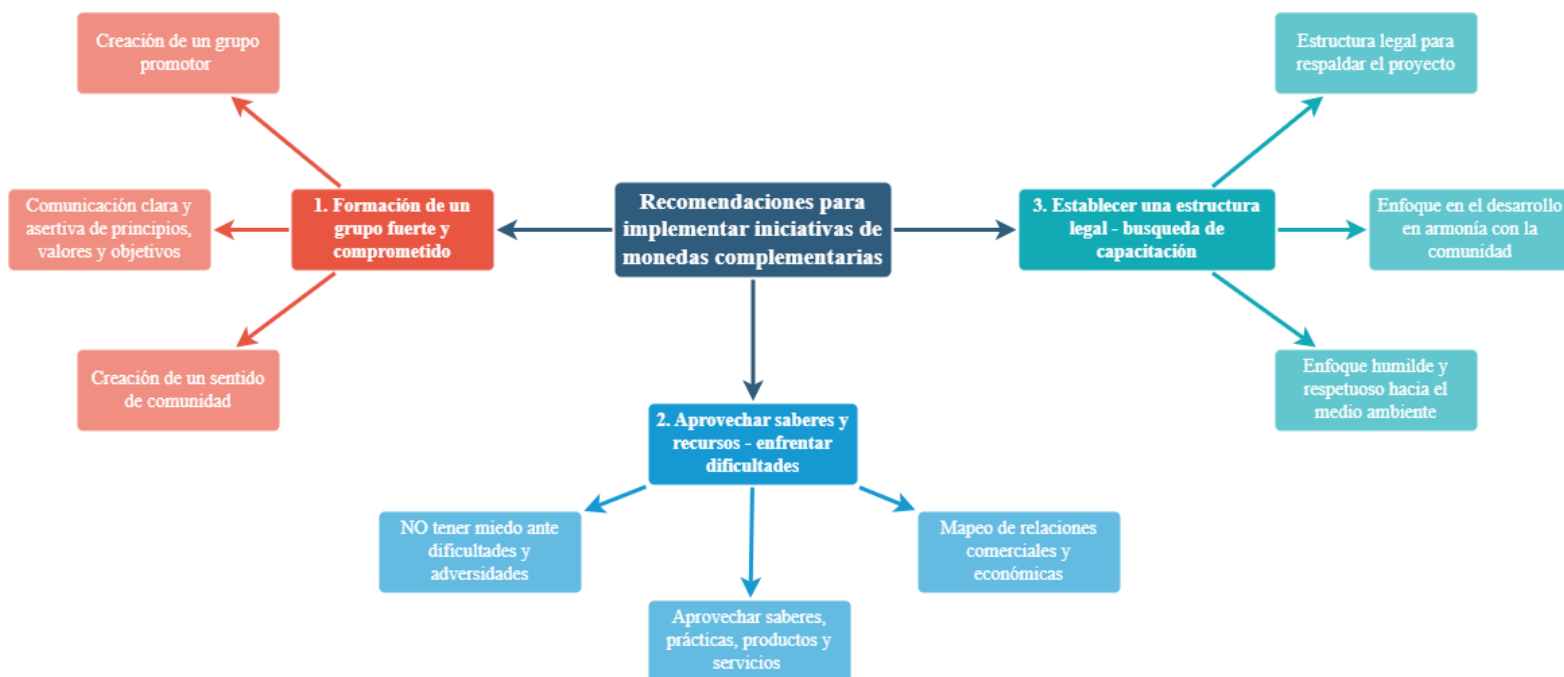 Recomendaciones para
implementar iniciativas de
monedas complementarias
1. Formación de un
grupo fuerte y
comprometido
Creación de un grupo
promotor
Comunicación clara y
asertiva de principios,
valores y objetivos
Creación de un sentido
de comunidad
2. Aprovechar saberes y
recursos - enfrentar
dificultades
NO tener miedo ante
dificultades y
adversidades
Aprovechar saberes,
prácticas, productos y
servicios
Mapeo de relaciones
comerciales y
económicas
3. Establecer una estructura
legal - busqueda de
capacitación
Estructura legal para
respaldar el proyecto
Enfoque en el desarrollo
en armonía con la
comunidad
Enfoque humilde y
respetuoso hacia el
medio ambiente